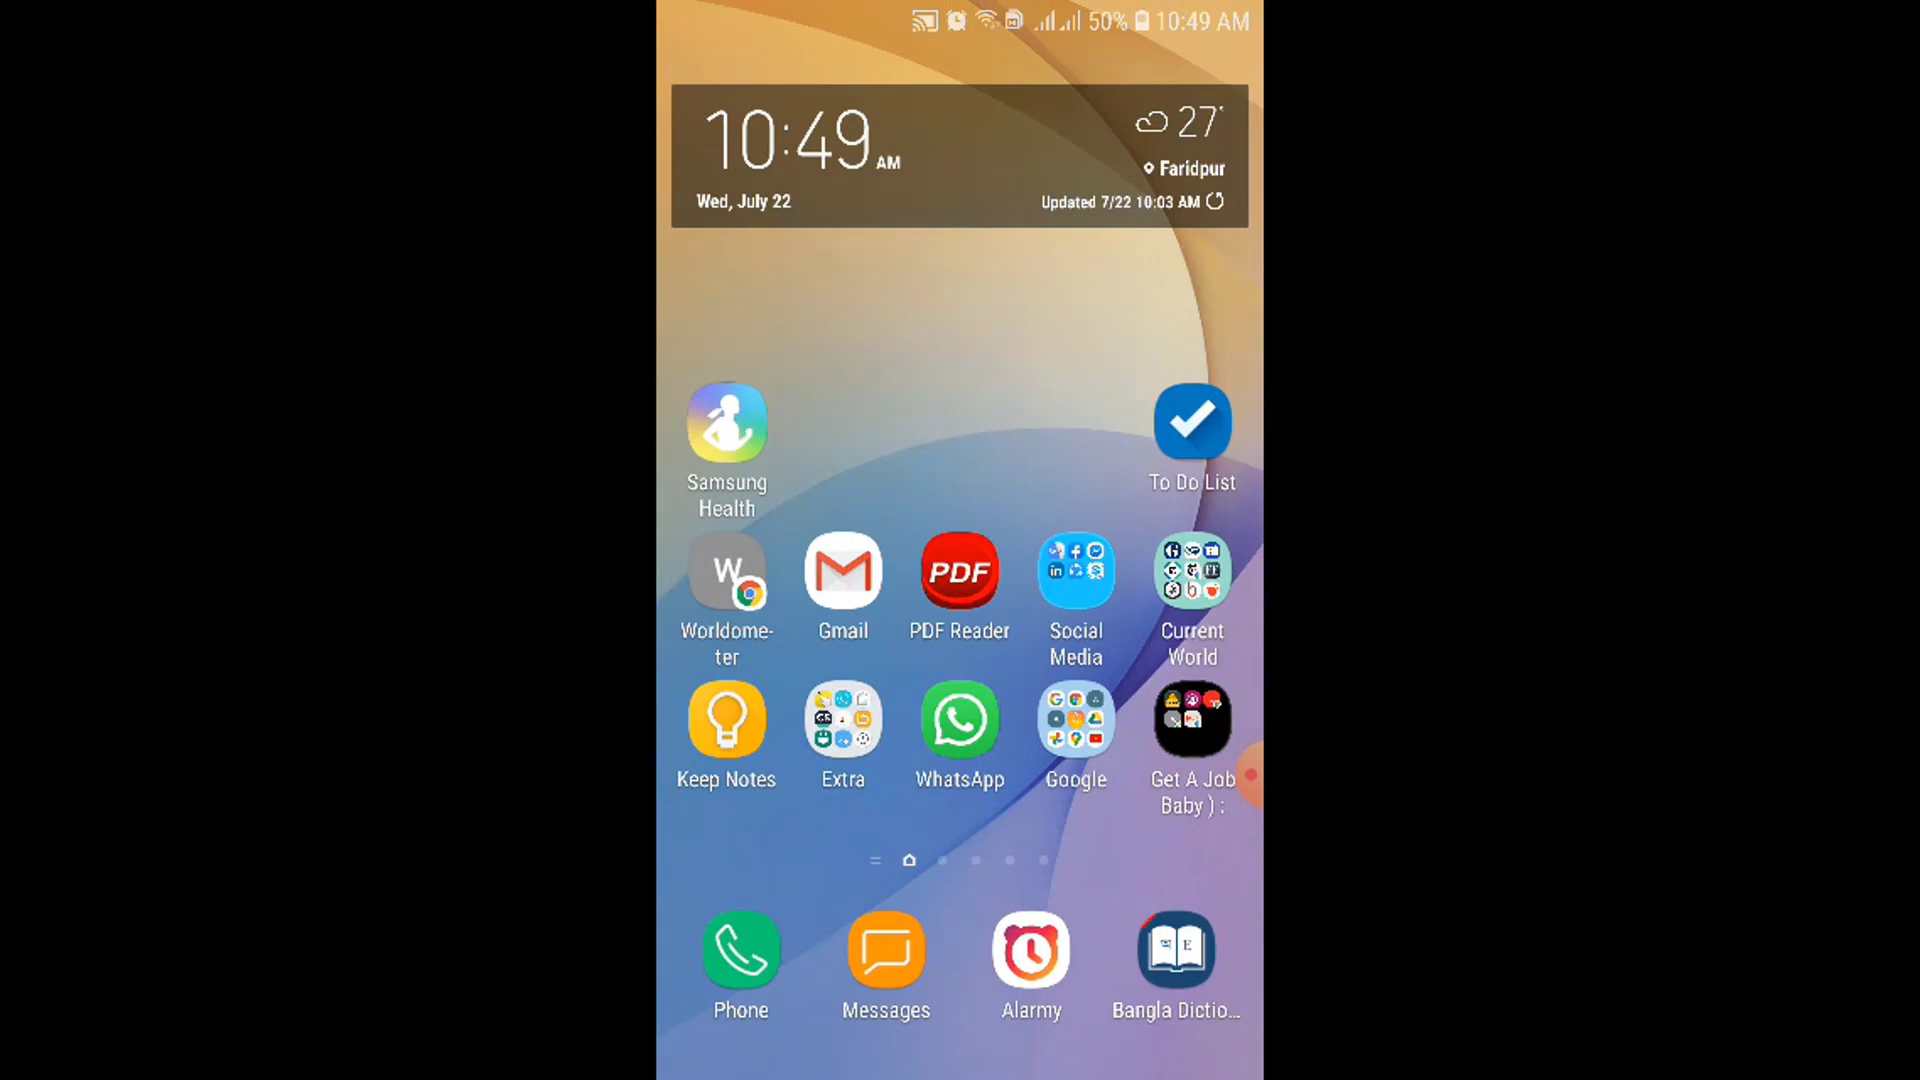 50% 10:49 AM
10:49 AM
27°
Faridpur
Wed, July 22
Updated 7/22 10:03 AM
Samsung
Health
To Do List
W
PDF
Worldome-
ter
Gmail
PDF Reader
Social
Media
Current
World
Keep Notes
Extra
WhatsApp
Google
Get A Job
Baby ) :
Phone
Messages
Alarmy
Bangla Dictio...